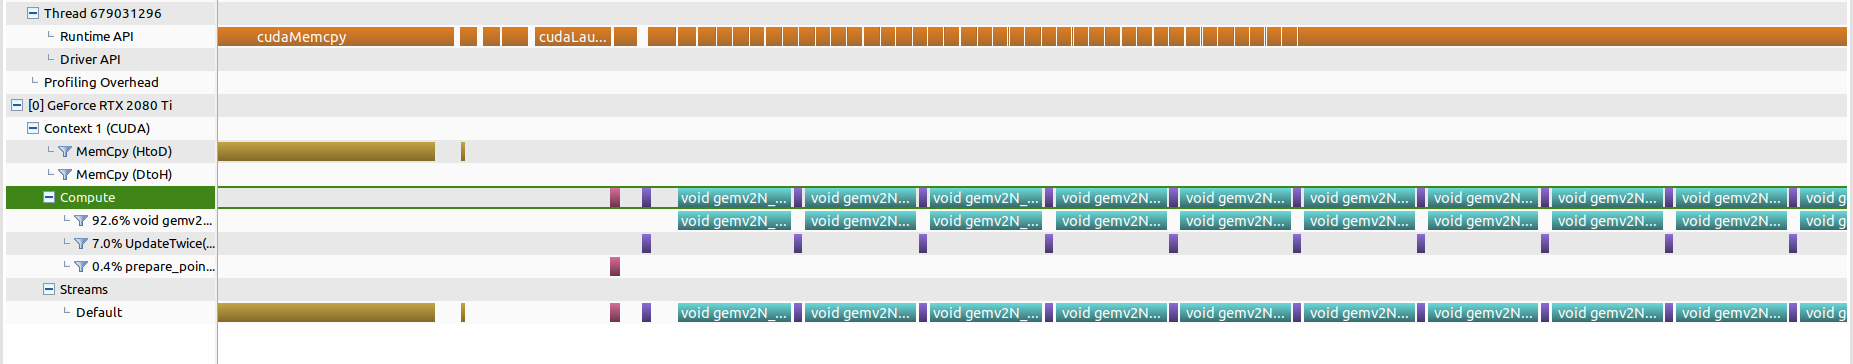 Thread 679031296
Runtime API cudaMemcpy cudaLau...
Driver API
Profiling Overhead
[0] GeForce RTX 2080 Ti
Context 1 (CUDA)
MemCpy (HtoD)
MemCpy (DtoH)
Compute void gemv2N_... void gemv2N... void gemv2N_... void gemv2N... void gemv2N... void gemv2N... void gemv2N... void gemv2N... void gemv2N... void g
92.6% void gemv2... void gemv2N_... void gemv2N... void gemv2N_... void gemv2N... void gemv2N... void gemv2N... void gemv2N... void gemv2N... void gemv2N... void g
7.0% UpdateTwice(...
0.4% prepare_poin...
Streams
Default void gemv2N_... void gemv2N... void gemv2N_... void gemv2N... void gemv2N... void gemv2N... void gemv2N... void gemv2N... void gemv2N... void g